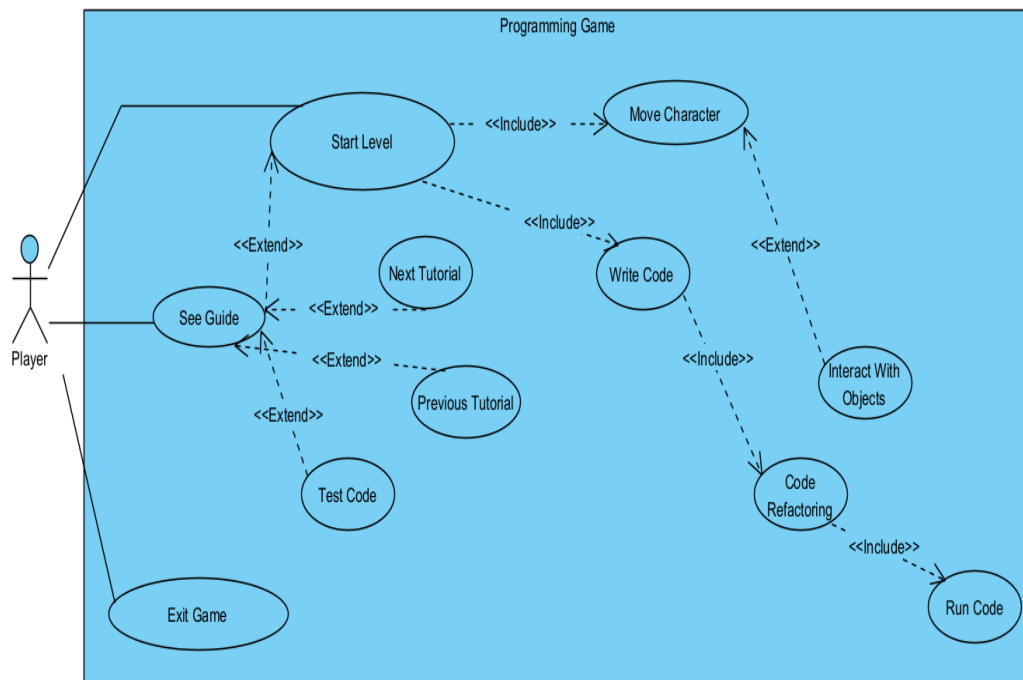 Programming Game
Start Level
<<Include>>
Move Character
<<Include>>
<<Extend>>
<<Extend>>
Next Tutorial
Write Code
See Guide
<<Extend>>
Player
<<Extend>>
<<Include>>
Interact With
Objects
Previous Tutorial
<<Extend>>
Test Code
Code
Refactoring
<<Include>>
Exit Game
Run Code